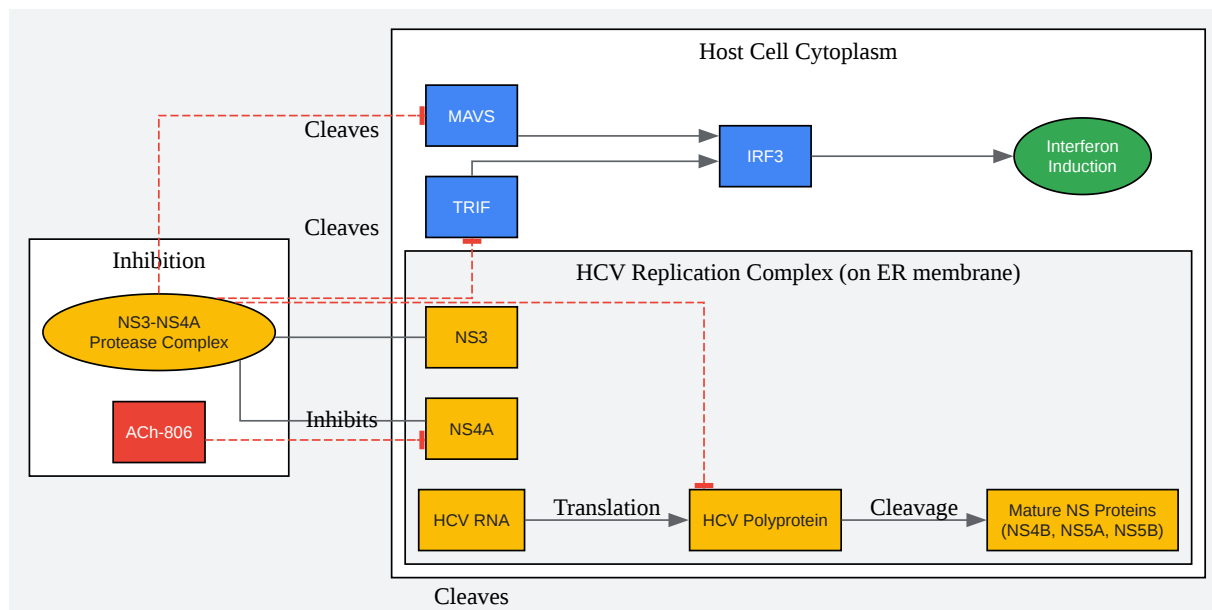 Host Cell Cytoplasm
MAVS
Cleaves
IRF3
Interferon
Induction
TRIF
Cleaves
Inhibition
HCV Replication Complex (on ER membrane)
NS3-NS4A
Protease Complex
NS3
ACh-806
Inhibits
NS4A
HCV RNA
Translation
HCV Polyprotein
Cleavage
Mature NS Proteins
(NS4B, NS5A, NS5B)
Cleaves